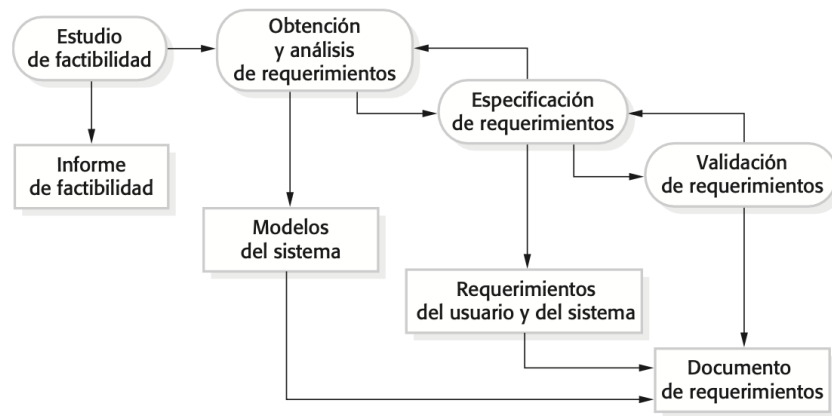 Estudio
de factibilidad
Obtención
y análisis
de requerimientos
Especificación
de requerimientos
Validación
de requerimientos
Informe
de factibilidad
Modelos
del sistema
Requerimientos
del usuario y del sistema
Documento
de requerimientos